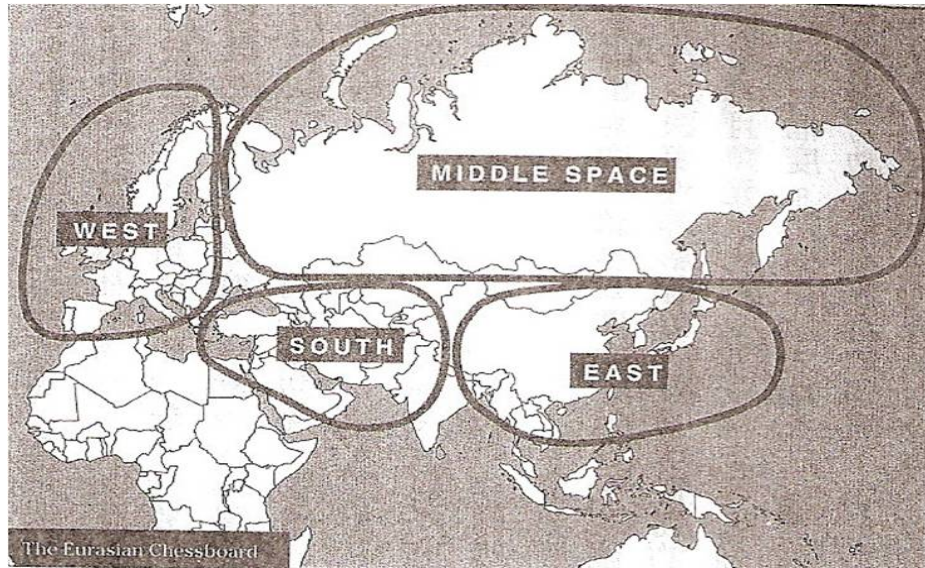 MIDDLE SPACE
WEST
SOUTH
EAST
The Eurasian Chessboard